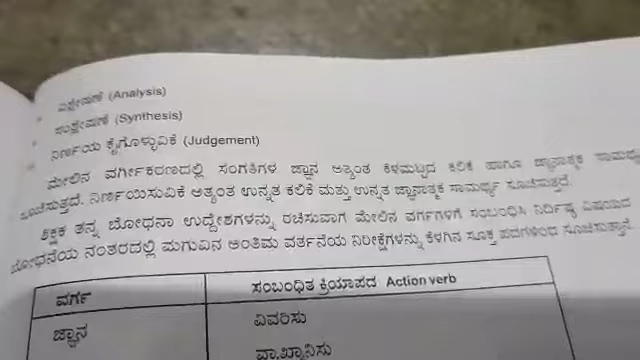 ವಿಶ್ಲೇಷಣೆ (Analysis)
ಸಂಶ್ಲೇಷಣೆ (Synthesis)
ನಿರ್ಣಯ ಕೈಗೊಳ್ಳುವಿಕೆ (Judgement)
ಮೇಲಿನ ವರ್ಗೀಕರಣದಲ್ಲಿ ಸಂಗತಿಗಳ ಜ್ಞಾನ ಅತ್ಯಂತ ಕೆಳಮಟ್ಟದ ಕಲಿಕೆ ಹಾಗೂ ಜ್ಞಾನಾತ್ಮಕ
ಸೂಚಿಸುತ್ತದೆ. ನಿರ್ಣಯಿಸುವಿಕೆ ಅತ್ಯಂತ ಉನ್ನತ ಕಲಿಕೆ ಮತ್ತು ಉನ್ನತ ಜ್ಞಾನಾತ್ಮಕ ಸಾಮರ್ಥ್ಯ ಸೂಚಿಸುತ್ತದೆ.
ಶಿಕ್ಷಕ ತನ್ನ ಬೋಧನಾ ಉದ್ದೇಶಗಳನ್ನು ರಚಿಸುವಾಗ ಮೇಲಿನ ವರ್ಗಗಳಿಗೆ ಸಂಬಂಧಿಸಿ ನಿರ್ದಿಷ್ಟ ವಿಷಯದ
ಬೋಧನೆಯ ನಂತರದಲ್ಲಿ ಮಗುವಿನ ಅಂತಿಮ ವರ್ತನೆಯ ನಿರೀಕ್ಷೆಗಳನ್ನು ಕೆಳಗಿನ ಸೂಕ್ತ ಪದಗಳಿಂದ ಸೂಚಿಸುತ್ತಾನೆ.
ವರ್ಗ ಸಂಬಂಧಿತ ಕ್ರಿಯಾಪದ Action verb
ಜ್ಞಾನ ವಿವರಿಸು
ವ್ಯಾಖ್ಯಾನಿಸು